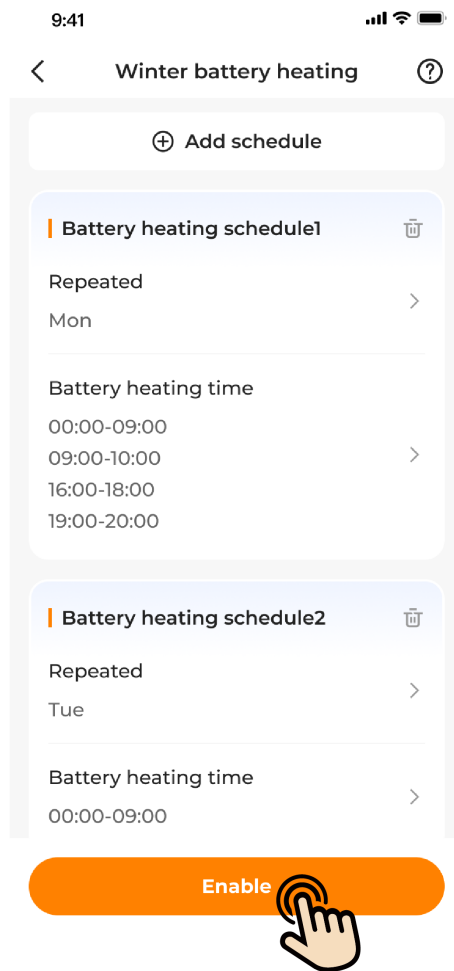 9:41
Winter battery heating
Add schedule
Battery heating schedule1
Repeated
Mon
Battery heating time
00:00-09:00
09:00-10:00
16:00-18:00
19:00-20:00
Battery heating schedule2
Repeated
Tue
Battery heating time
00:00-09:00
Enable